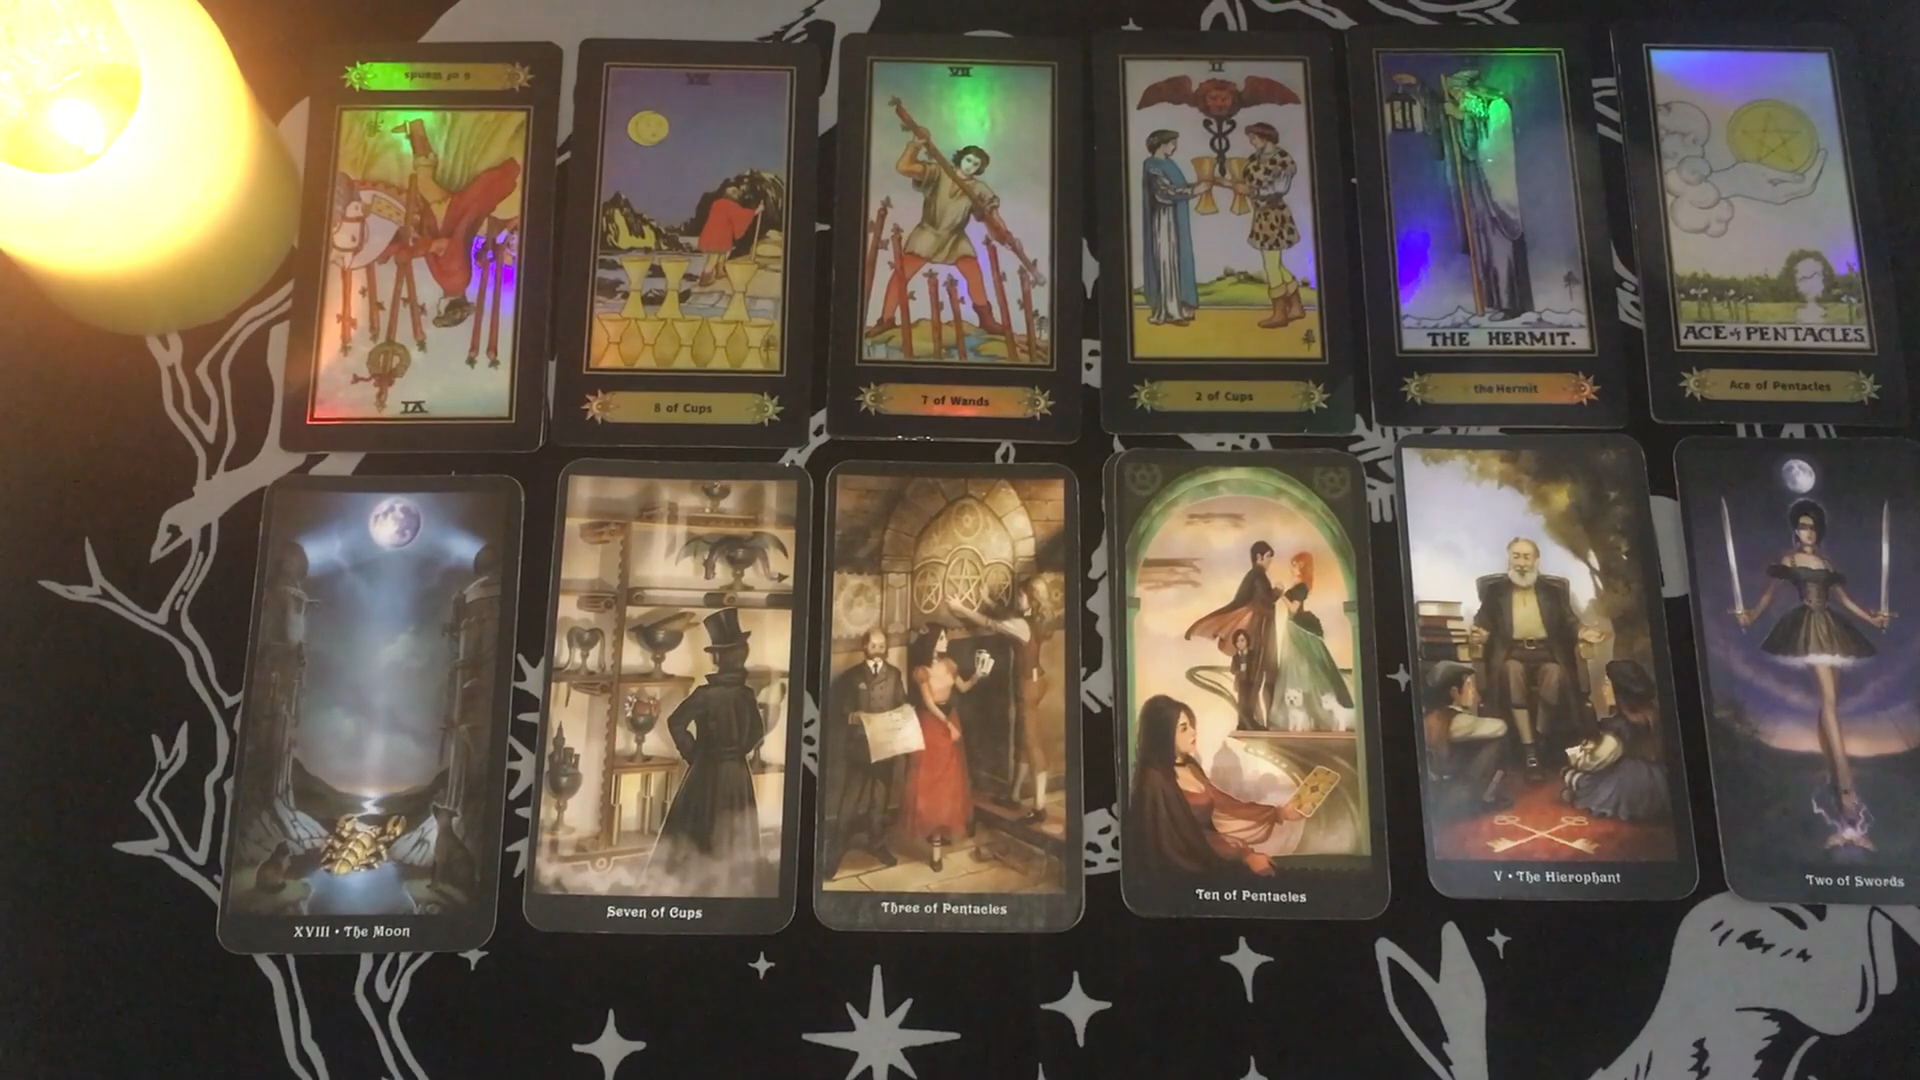 6 of Wands
VI
VIII
8 of Cups
VII
7 of Wands
II
2 of Cups
THE HERMIT.
the Hermit
ACE of PENTACLES
Ace of Pentacles
XVIII • The Moon
Seven of Cups
Three of Pentacles
Ten of Pentacles
V • The Hierophant
Two of Swords